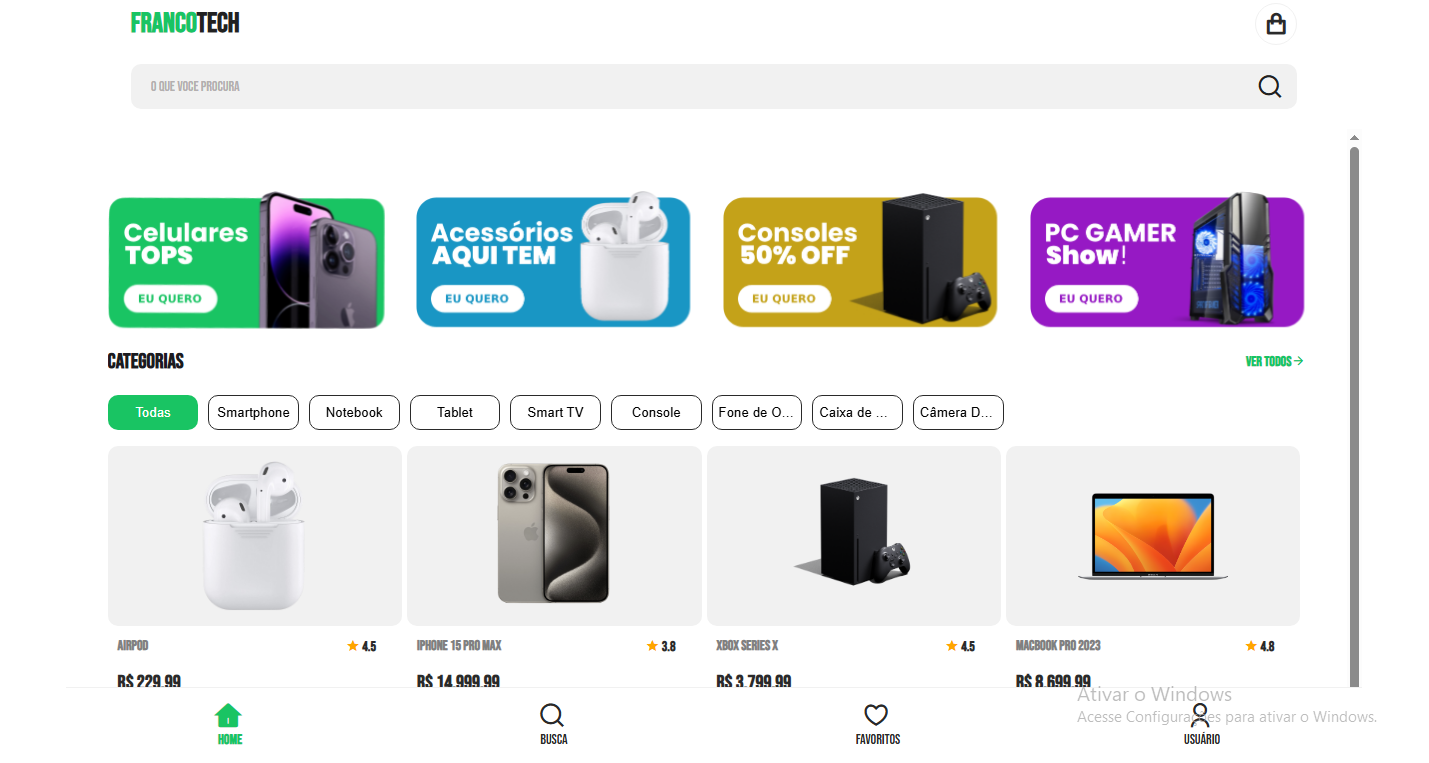 FRANCOTECH
O QUE VOCE PROCURA
Celulares
TOPS
EU QUERO
Acessórios
AQUI TEM
EU QUERO
Consoles
50% OFF
EU QUERO
PC GAMER
Show!
EU QUERO
CATEGORIAS
VER TODOS
Todas
Smartphone
Notebook
Tablet
Smart TV
Console
Fone de O...
Caixa de ...
Câmera D...
AIRPOD
4.5
IPHONE 15 PRO MAX
3.8
XBOX SERIES X
4.5
MACBOOK PRO 2023
4.8
R$ 229,99
R$ 14.999,99
R$ 3.799,99
R$ 8.699,99
Ativar o Windows
Acesse Configurações para ativar o Windows.
HOME
BUSCA
FAVORITOS
USUÁRIO